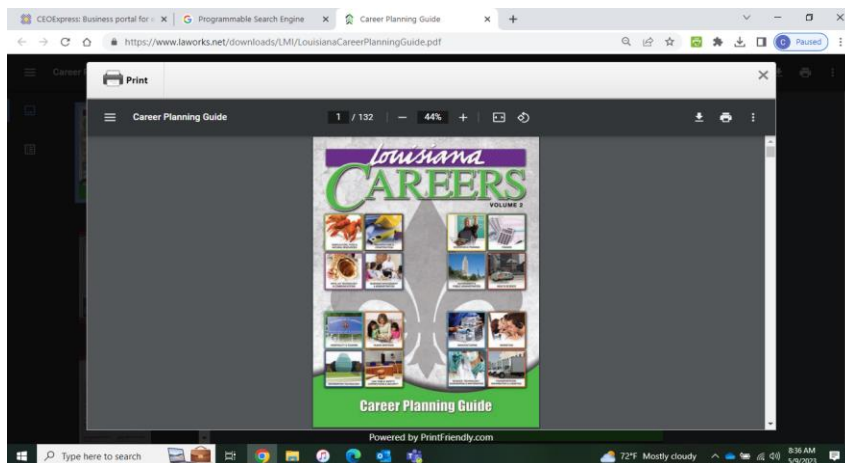 CEOExpress: Business portal for e
Programmable Search Engine
Career Planning Guide
https://www.laworks.net/downloads/LMI/LouisianaCareerPlanningGuide.pdf
C Paused
Career
Print
Career Planning Guide
1 / 132
44%
Louisiana
CAREERS
VOLUME 2
Career Planning Guide
Powered by PrintFriendly.com
Type here to search
72°F Mostly cloudy
8:36 AM
5/9/2023